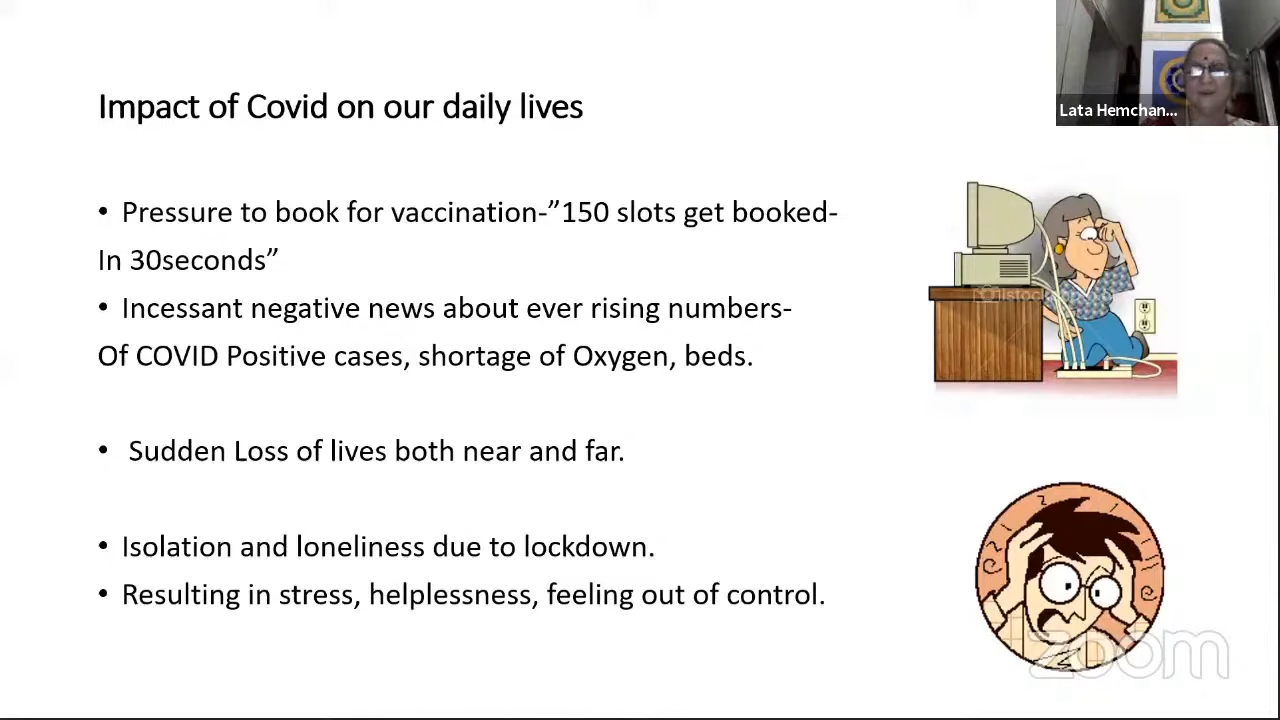 Lata Hemchan...
Impact of Covid on our daily lives
• Pressure to book for vaccination-”150 slots get booked-
In 30seconds”
• Incessant negative news about ever rising numbers-
Of COVID Positive cases, shortage of Oxygen, beds.
• Sudden Loss of lives both near and far.
• Isolation and loneliness due to lockdown.
• Resulting in stress, helplessness, feeling out of control.
zoom